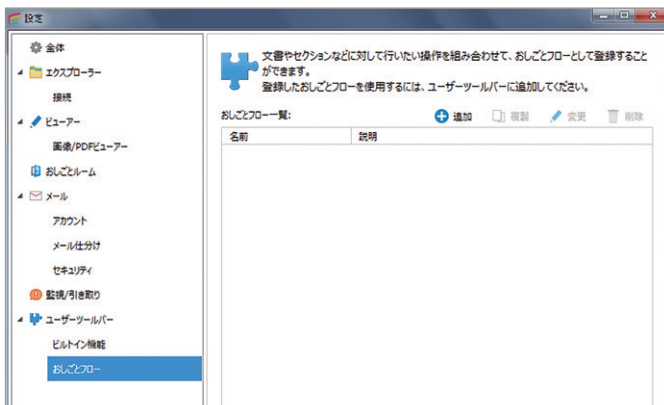 設定
全体
エクスプローラー
接続
ビューアー
画像/PDFビューアー
おしごとルーム
メール
アカウント
メール仕分け
セキュリティ
監視/引き取り
ユーザーツールバー
ビルトイン機能
おしごとフロー
文書やセクションなどに対して行いたい操作を組み合わせて、おしごとフローとして登録すること
ができます。
登録したおしごとフローを使用するには、ユーザーツールバーに追加してください。
おしごとフロー一覧:
追加 複製 変更 削除
名前 説明